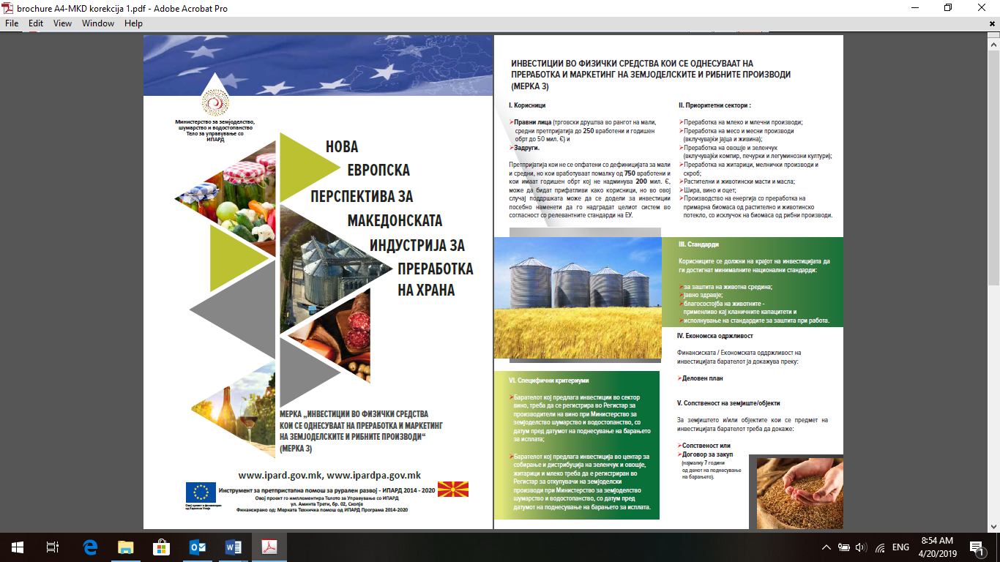 brochure A4-MKD korekcija 1.pdf - Adobe Acrobat Pro
File Edit View Window Help
Министерство за земјоделство,
шумарство и водостопанство
Тело за управување со
ИПАРД
НОВА
ЕВРОПСКА
ПЕРСПЕКТИВА ЗА
МАКЕДОНСКАТА
ИНДУСТРИЈА ЗА
ПРЕРАБОТКА
НА ХРАНА
МЕРКА „ИНВЕСТИЦИИ ВО ФИЗИЧКИ СРЕДСТВА
КОИ СЕ ОДНЕСУВААТ НА ПРЕРАБОТКА И МАРКЕТИНГ
НА ЗЕМЈОДЕЛСКИТЕ И РИБНИТЕ ПРОИЗВОДИ“
(МЕРКА 3)
www.ipard.gov.mk, www.ipardpa.gov.mk
Инструмент за претпристапна помош за рурален развој - ИПАРД 2014 - 2020
Овој проект го имплементира Телото за Управување со ИПАРД
ул. Аминта Трети, бр. 02, Скопје
Финансирано од: Мерката Техничка помош од ИПАРД Програма 2014-2020
Овој проект е финансиран
од Европска Унија
ИНВЕСТИЦИИ ВО ФИЗИЧКИ СРЕДСТВА КОИ СЕ ОДНЕСУВААТ НА
ПРЕРАБОТКА И МАРКЕТИНГ НА ЗЕМЈОДЕЛСКИТЕ И РИБНИТЕ ПРОИЗВОДИ
(МЕРКА 3)
I. Корисници
Правни лица (трговски друштва во рангот на мали,
средни претпријатија до 250 вработени и годишен
обрт до 50 мил. €) и
Задруги.
Претпријатија кои не се опфатени со дефиницијата за мали
и средни, но кои вработуваат помалку од 750 вработени и
кои имаат годишен обрт кој не надминува 200 мил. €,
може да бидат прифатливи како корисници, но во овој
случај поддршката може да се додели за инвестиции
посебно наменети да го надградат целиот систем во
согласност со релевантните стандарди на ЕУ.
II. Приоритетни сектори :
Преработка на млеко и млечни производи;
Преработка на месо и месни производи
(вклучувајќи јајца и живина);
Преработка на овошје и зеленчук
(вклучувајќи компир, печурки и легуминозни култури);
Преработка на житарици, мелнички производи и
скроб;
Растителни и животински масти и масла;
Шира, вино и оцет;
Производство на енергија со преработка на
примарна биомаса од растително и животинско
потекло, со исклучок на биомаса од рибни производи.
III. Стандарди
Корисниците се должни на крајот на инвестицијата да
ги достигнат минималните национални стандарди:
за заштита на животна средина;
јавно здравје;
благосостојба на животните -
применливо кај кланичните капацитети и
исполнување на стандардите за заштита при работа.
IV. Економска одржливост
Финансиската / Економската оддржливост на
инвестицијата барателот ја докажува преку:
Деловен план
V. Сопственост на земјиште/објекти
За земјиштето и/или објектите кои се предмет на
инвестицијата барателот треба да докаже:
Сопственост или
Договор за закуп
(најмалку 7 години
од денот на поднесување
на барањето).
VI. Специфични критериуми
Барателот кој предлага инвестиции во сектор
вино, треба да се регистрира во Регистар за
производители на вино при Министерство за
земјоделство шумарство и водостопанство, со
датум пред датумот на поднесување на барањето
за исплата;
Барателот кој предлага инвестиција во центар за
собирање и дистрибуција на зеленчук и овошје,
житарици и млеко треба да е регистриран во
Регистар за откупувачи на земјоделски
производи при Министерство за земјоделство
шумарство и водостопанство, со датум пред
датумот на поднесување на барањето за исплата.
ENG
8:54 AM
4/20/2019
1